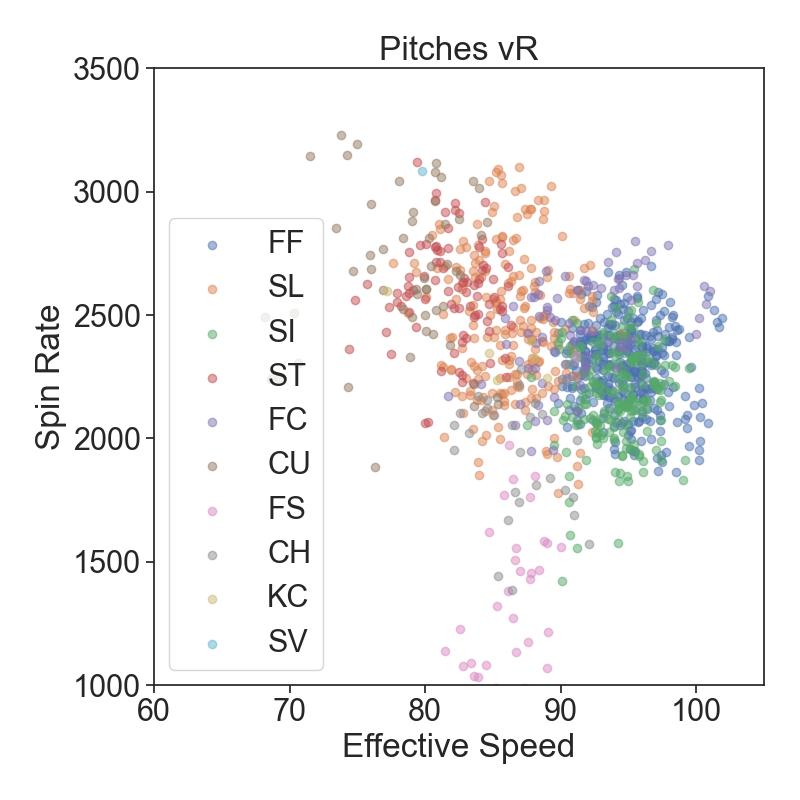 Pitches vR
3500
3000
2500
2000
1500
1000
Spin Rate
FF
SL
SI
ST
FC
CU
FS
CH
KC
SV
60
70
80
90
100
Effective Speed